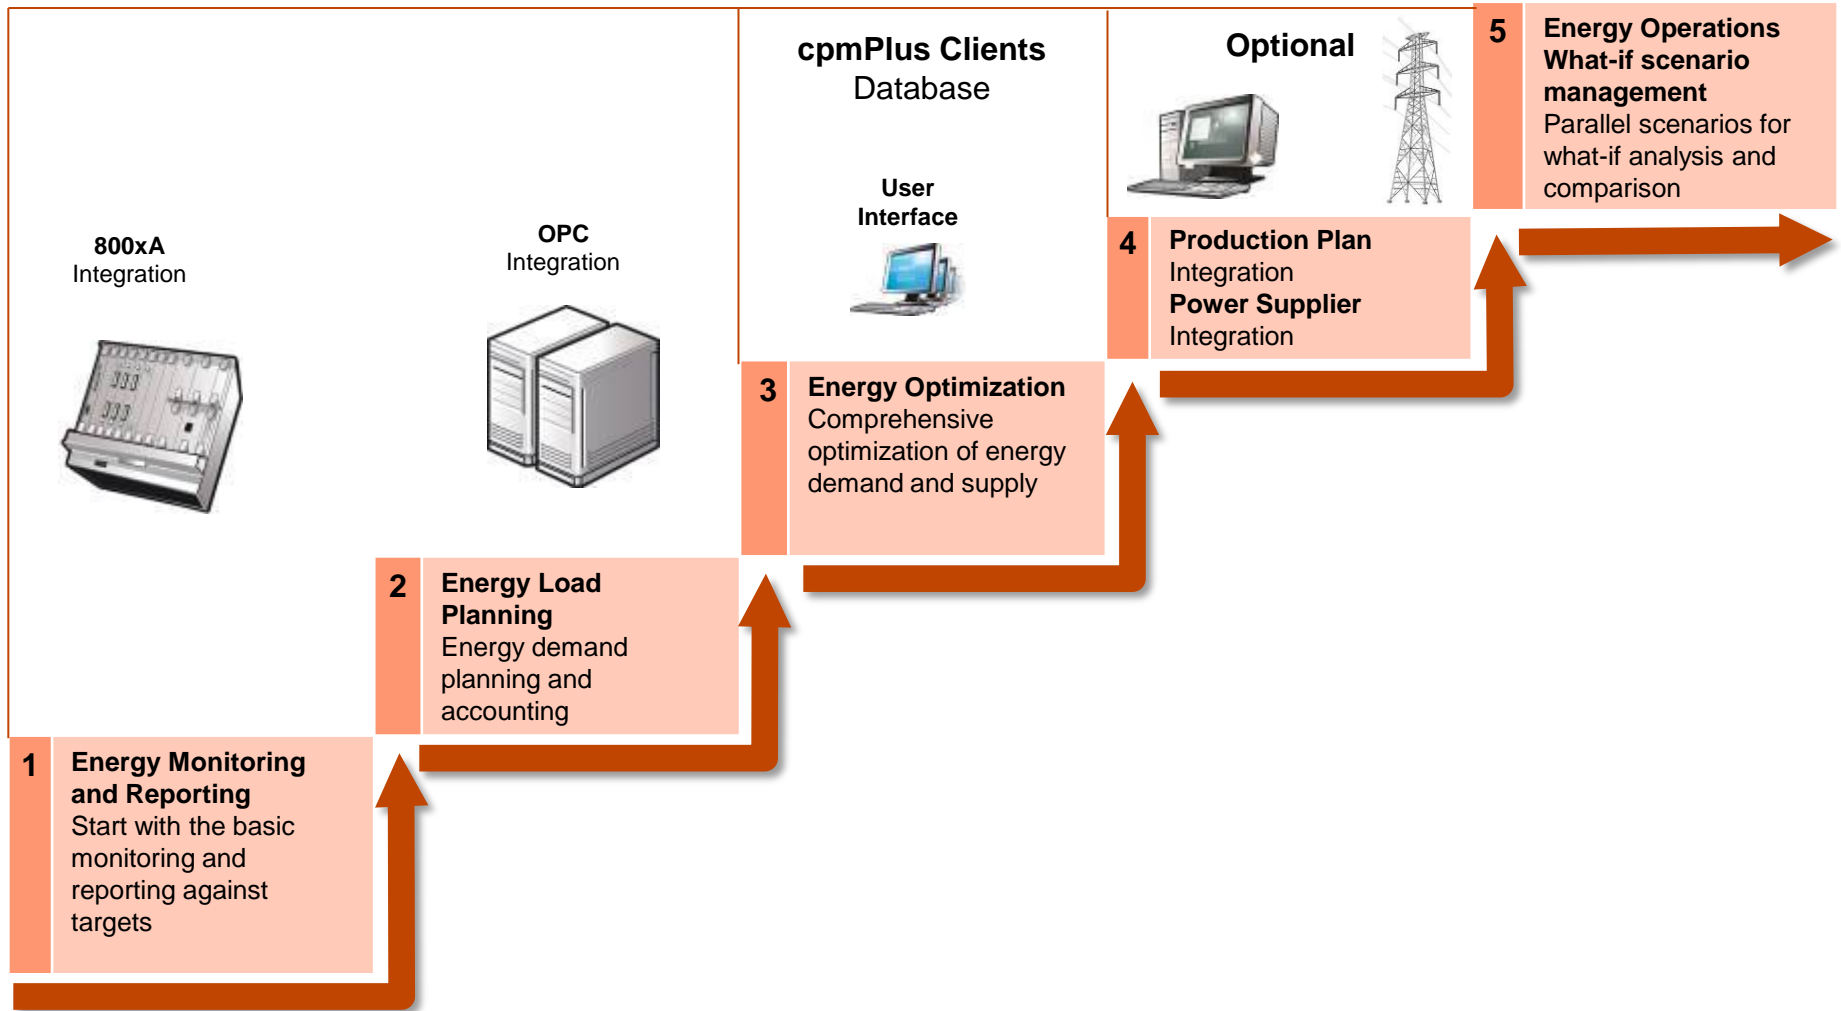 cpmPlus Clients
Database
Optional
5
Energy Operations
What-if scenario
management
Parallel scenarios for
what-if analysis and
comparison
User
Interface
800xA
Integration
OPC
Integration
4
Production Plan
Integration
Power Supplier
Integration
3
Energy Optimization
Comprehensive
optimization of energy
demand and supply
2
Energy Load
Planning
Energy demand
planning and
accounting
1
Energy Monitoring
and Reporting
Start with the basic
monitoring and
reporting against
targets